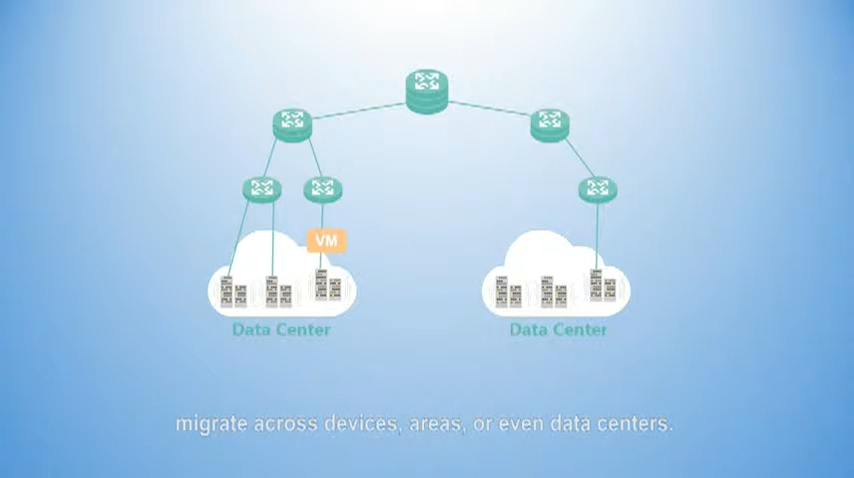 VM
Data Center
Data Center
migrate across devices, areas, or even data centers.